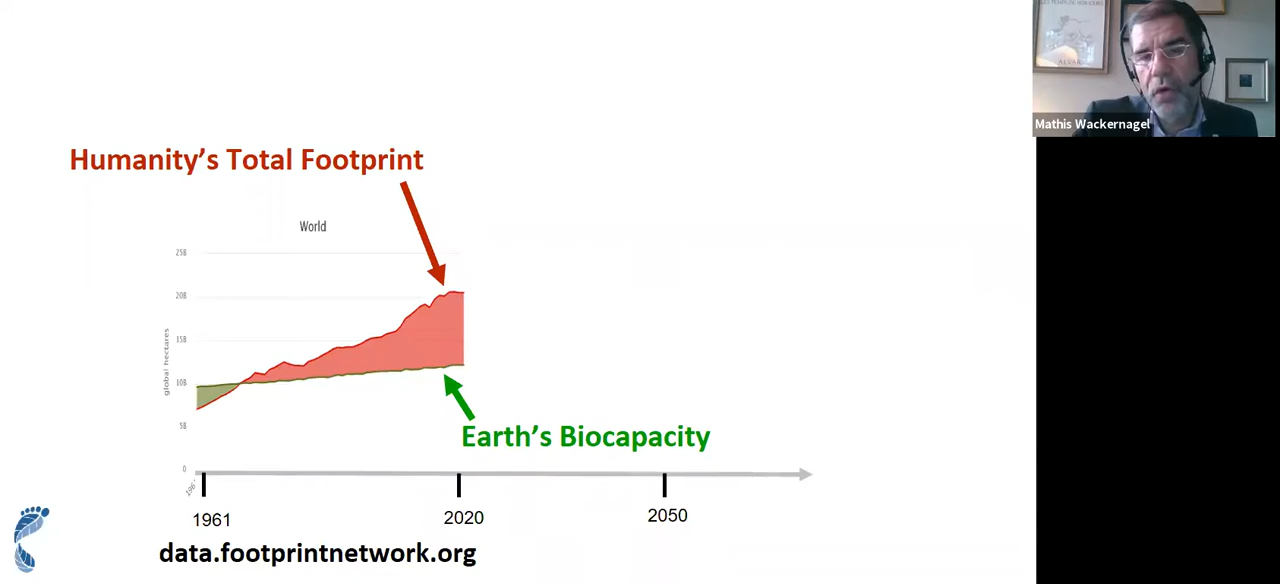 ALVAR
Mathis Wackernagel
Humanity's Total Footprint
World
25B
20B
15B
10B
5B
0
global hectares
Earth's Biocapacity
1961
2020
2050
data.footprintnetwork.org